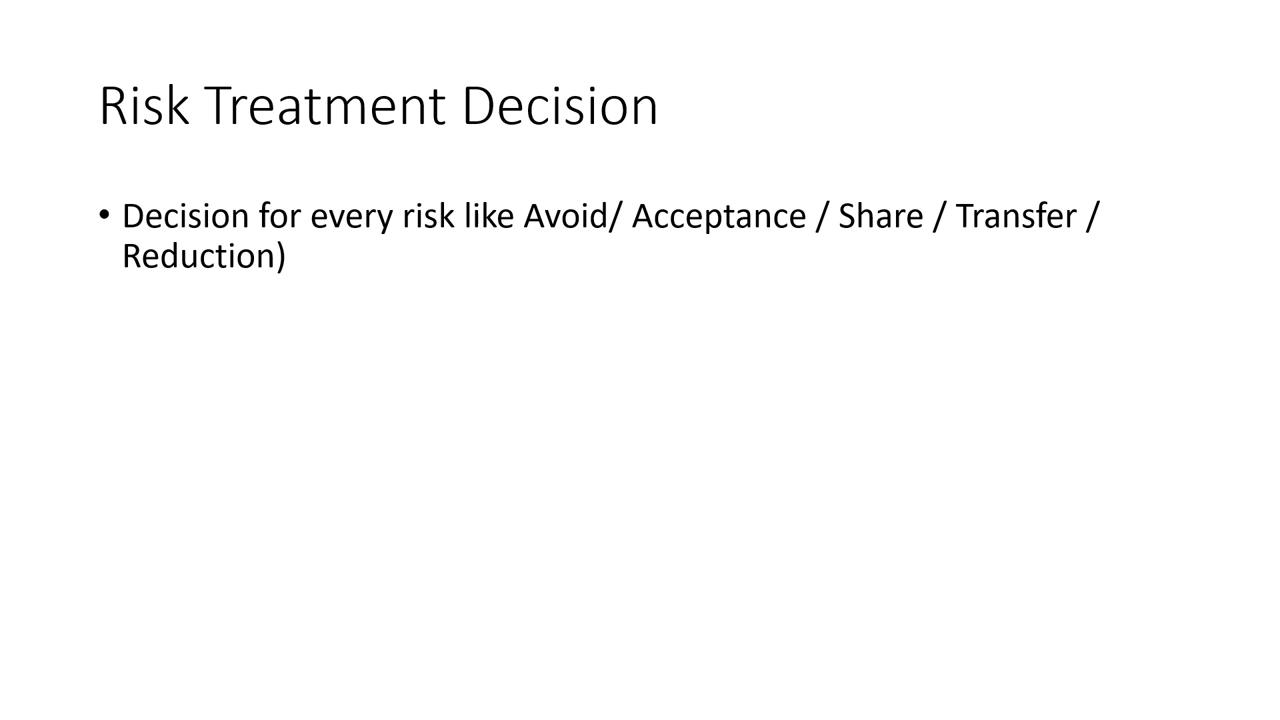 Risk Treatment Decision
• Decision for every risk like Avoid/ Acceptance / Share / Transfer /
Reduction)